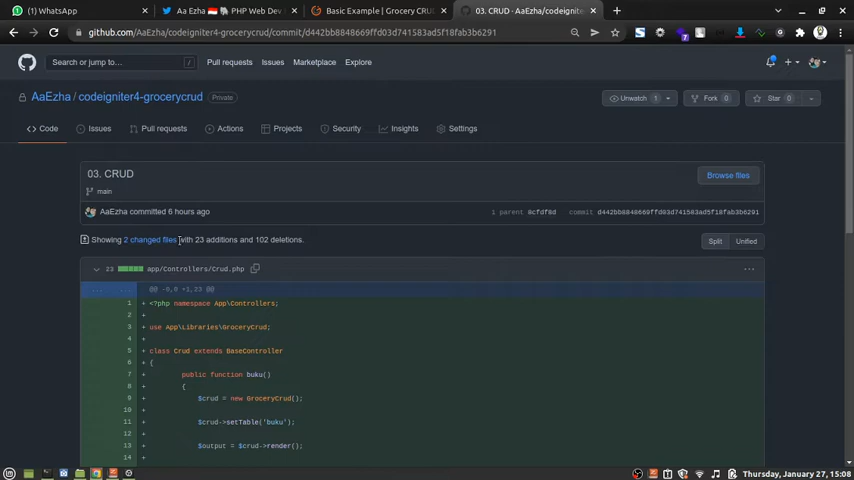 (1) WhatsApp
Aa Ezha 🇮🇩 🐘 PHP Web Dev
Basic Example | Grocery CRU
03. CRUD · AaEzha/codeignite
github.com/AaEzha/codeigniter4-grocerycrud/commit/d442bb8848669ffd03d741583ad5f18fab3b6291
Search or jump to... /
Pull requests Issues Marketplace Explore
AaEzha / codeigniter4-grocerycrud Private
Unwatch 1 Fork 0 Star 0
Code Issues Pull requests Actions Projects Security Insights Settings
03. CRUD
Browse files
main
AaEzha committed 6 hours ago
1 parent 9cfdf8d commit d442bb8848669ffd03d741583ad5f18fab3b6291
Showing 2 changed files with 23 additions and 102 deletions.
Split Unified
23 app/Controllers/Crud.php
... ... @@ -0,0 +1,23 @@
1 + <?php namespace App\Controllers;
2 +
3 + use App\Libraries\GroceryCrud;
4 +
5 + class Crud extends BaseController
6 + {
7 + public function buku()
8 + {
9 + $crud = new GroceryCrud();
10 +
11 + $crud->setTable('buku');
12 +
13 + $output = $crud->render();
14 +
Thursday, January 27, 15:08